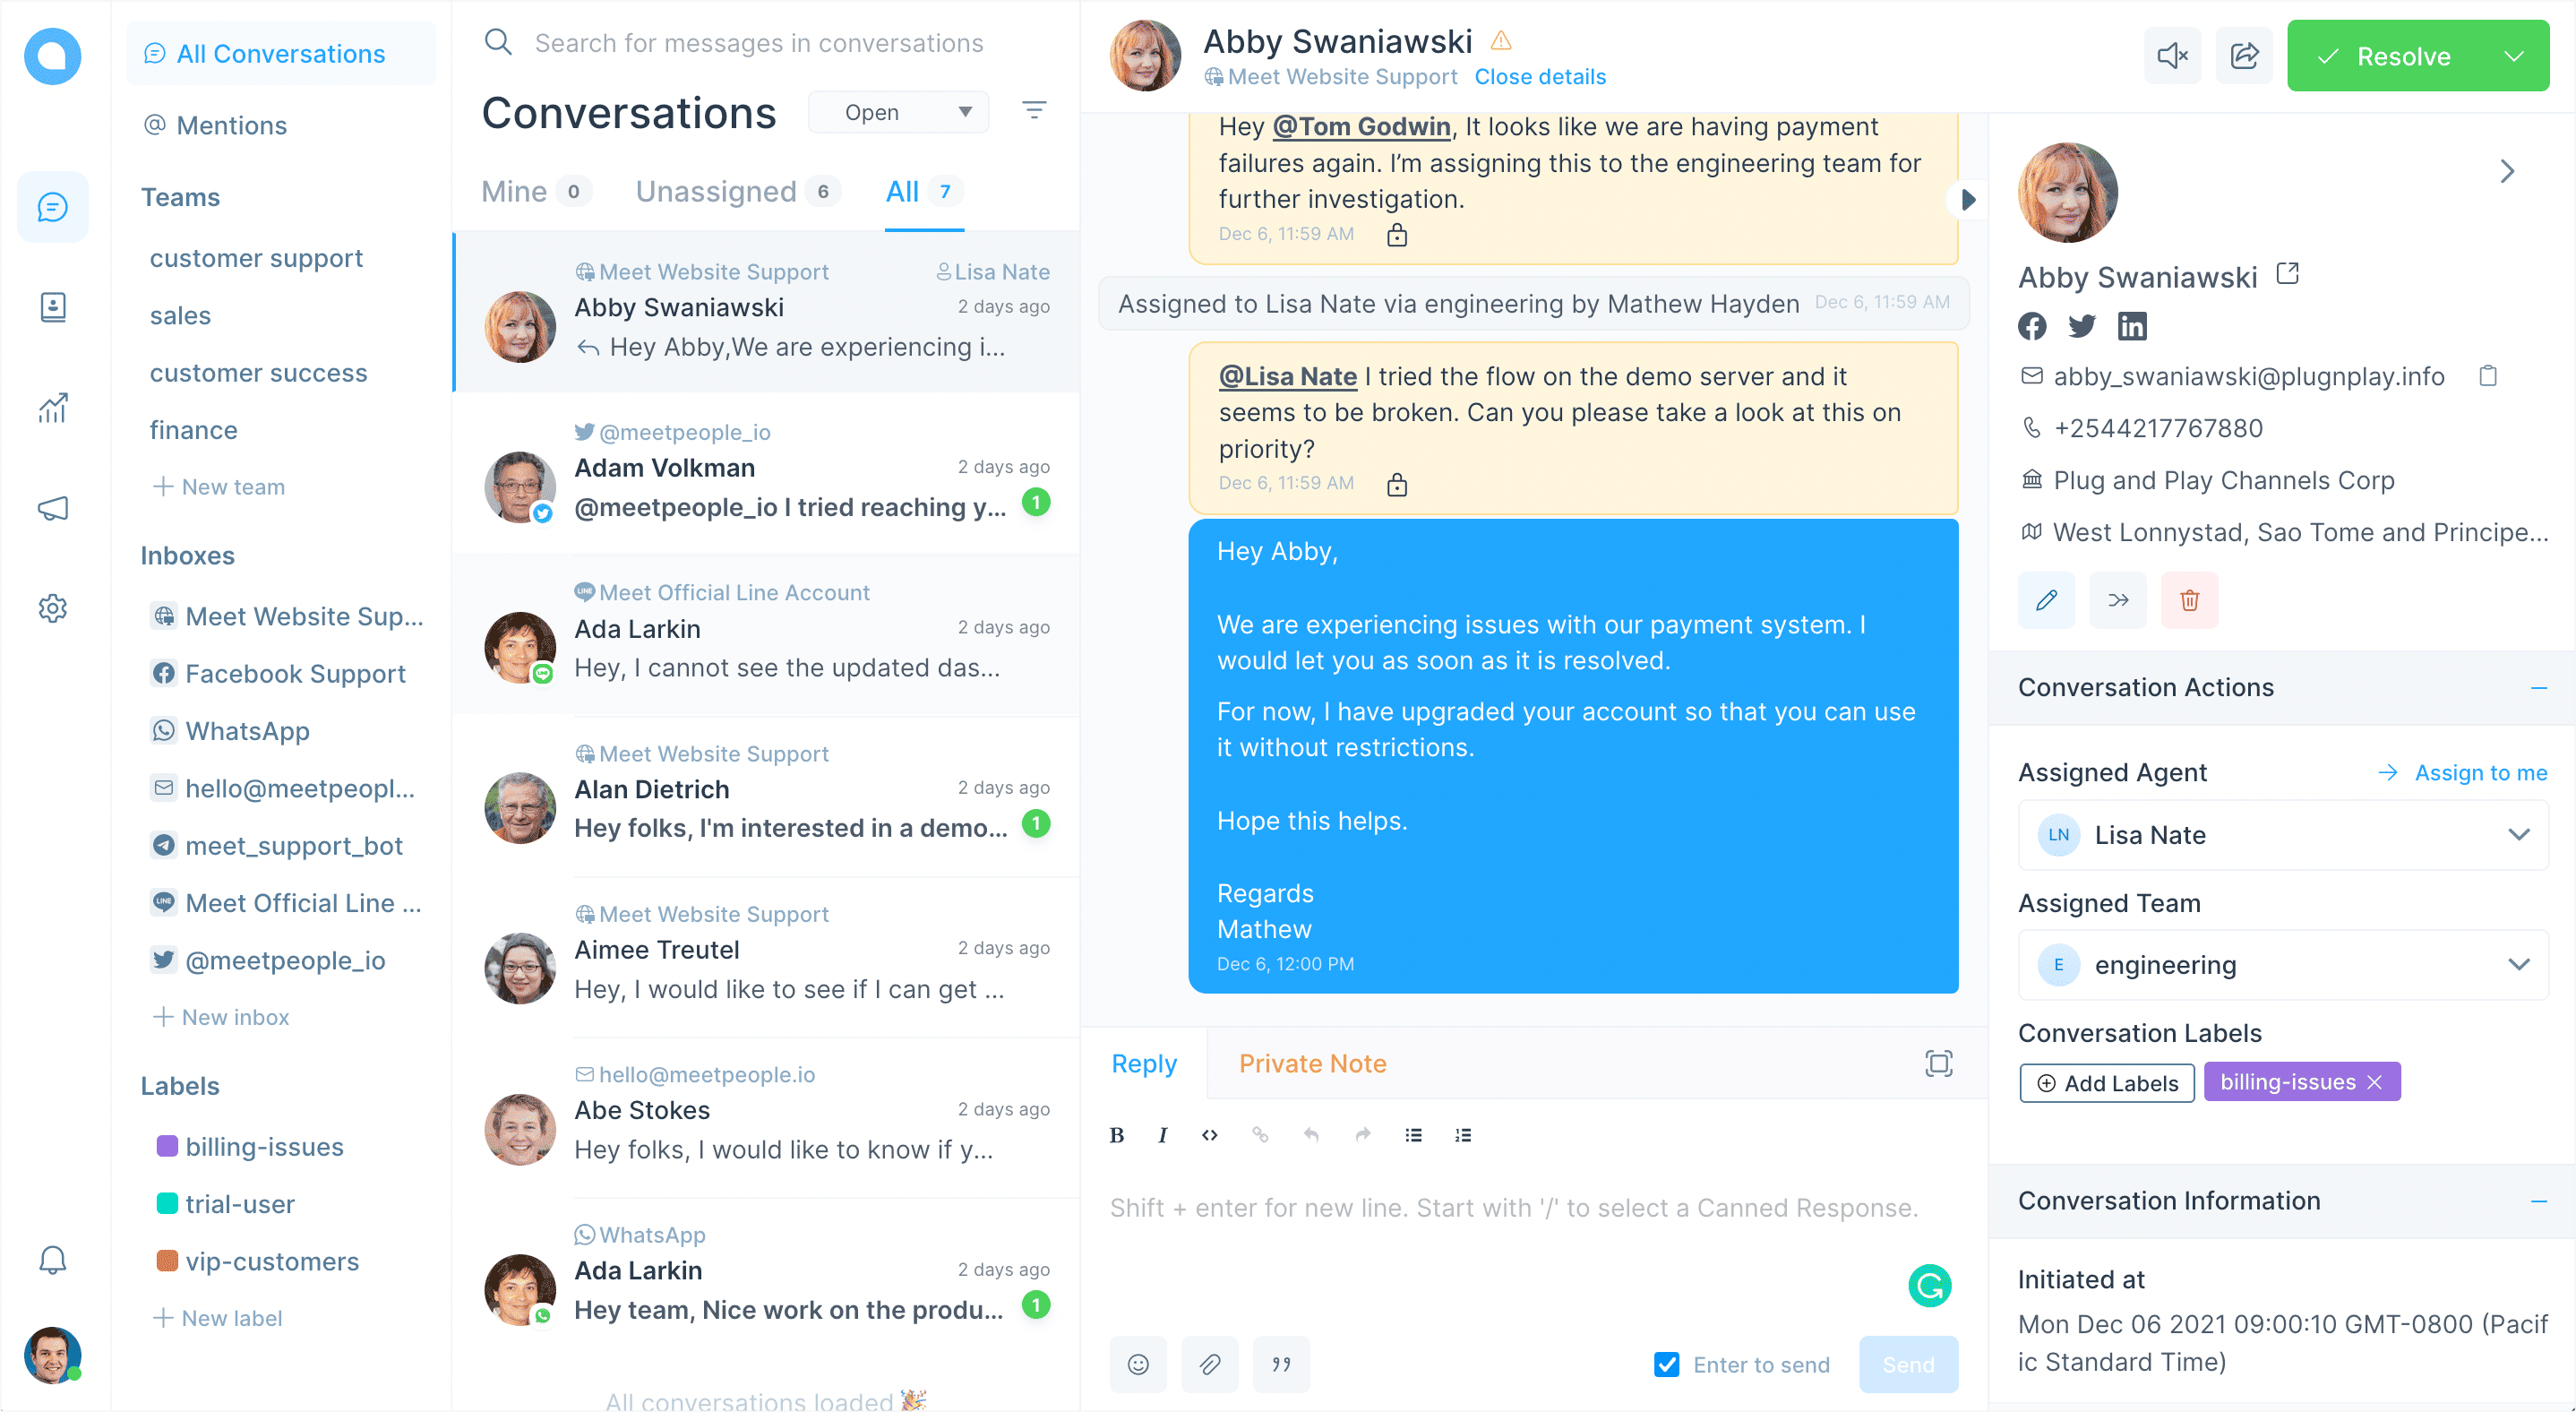 All Conversations
Mentions
Teams
customer support
sales
customer success
finance
New team
Inboxes
Meet Website Sup...
Facebook Support
WhatsApp
hello@meetpeopl...
meet_support_bot
LINE Meet Official Line ...
@meetpeople_io
New inbox
Labels
billing-issues
trial-user
vip-customers
New label
Search for messages in conversations
Conversations Open
Mine 0 Unassigned 6 All 7
Meet Website Support Lisa Nate
Abby Swaniawski 2 days ago
Hey Abby,We are experiencing i...
@meetpeople_io
Adam Volkman 2 days ago
@meetpeople_io I tried reaching y... 1
LINE Meet Official Line Account
Ada Larkin 2 days ago
Hey, I cannot see the updated das...
Meet Website Support
Alan Dietrich 2 days ago
Hey folks, I'm interested in a demo... 1
Meet Website Support
Aimee Treutel 2 days ago
Hey, I would like to see if I can get ...
hello@meetpeople.io
Abe Stokes 2 days ago
Hey folks, I would like to know if y...
WhatsApp
Ada Larkin 2 days ago
Hey team, Nice work on the produ... 1
All conversations loaded 🎉
Abby Swaniawski
Meet Website Support Close details
Resolve
Hey @Tom Godwin, It looks like we are having payment
failures again. I’m assigning this to the engineering team for
further investigation.
Dec 6, 11:59 AM
Assigned to Lisa Nate via engineering by Mathew Hayden Dec 6, 11:59 AM
@Lisa Nate I tried the flow on the demo server and it
seems to be broken. Can you please take a look at this on
priority?
Dec 6, 11:59 AM
Hey Abby,
We are experiencing issues with our payment system. I
would let you as soon as it is resolved.
For now, I have upgraded your account so that you can use
it without restrictions.
Hope this helps.
Regards
Mathew
Dec 6, 12:00 PM
Reply Private Note
B I
Shift + enter for new line. Start with '/' to select a Canned Response.
Enter to send Send
Abby Swaniawski
abby_swaniawski@plugnplay.info
+2544217767880
Plug and Play Channels Corp
West Lonnystad, Sao Tome and Principe...
Conversation Actions
Assigned Agent Assign to me
LN Lisa Nate
Assigned Team
E engineering
Conversation Labels
Add Labels billing-issues
Conversation Information
Initiated at
Mon Dec 06 2021 09:00:10 GMT-0800 (Pacif
ic Standard Time)